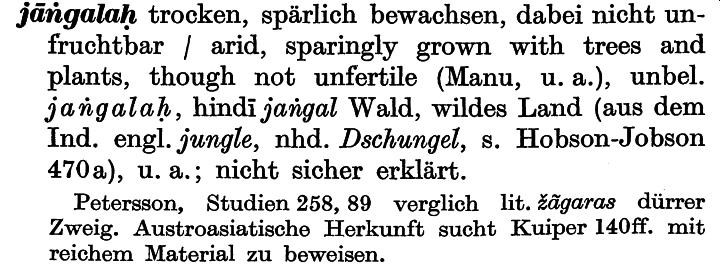 jāṅgalaḥ trocken, spärlich bewachsen, dabei nicht un-
fruchtbar / arid, sparingly grown with trees and
plants, though not unfertile (Manu, u. a.), unbel.
jaṅgalaḥ, hindī jaṅgal Wald, wildes Land (aus dem
Ind. engl. jungle, nhd. Dschungel, s. Hobson-Jobson
470a), u. a.; nicht sicher erklärt.
Petersson, Studien 258, 89 verglich lit. žãgaras dürrer
Zweig. Austroasiatische Herkunft sucht Kuiper 140ff. mit
reichem Material zu beweisen.